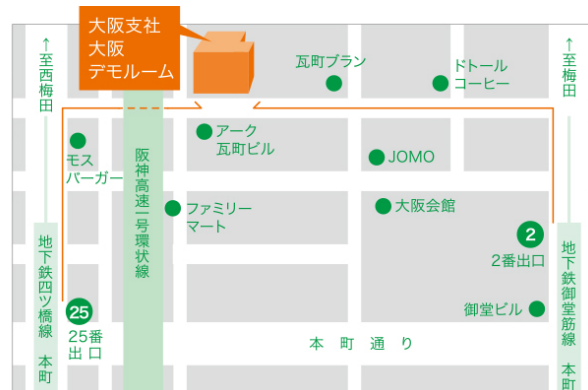 大阪支社
大阪
デモルーム
↑至西梅田
↑至梅田
瓦町ブラン
ドトール
コーヒー
アーク
瓦町ビル
モス
バーガー
JOMO
阪神高速一号環状線
ファミリー
マート
大阪会館
2
2番出口
地下鉄四ツ橋線 本町
地下鉄御堂筋線 本町
25
25番
出口
御堂ビル
本町通り